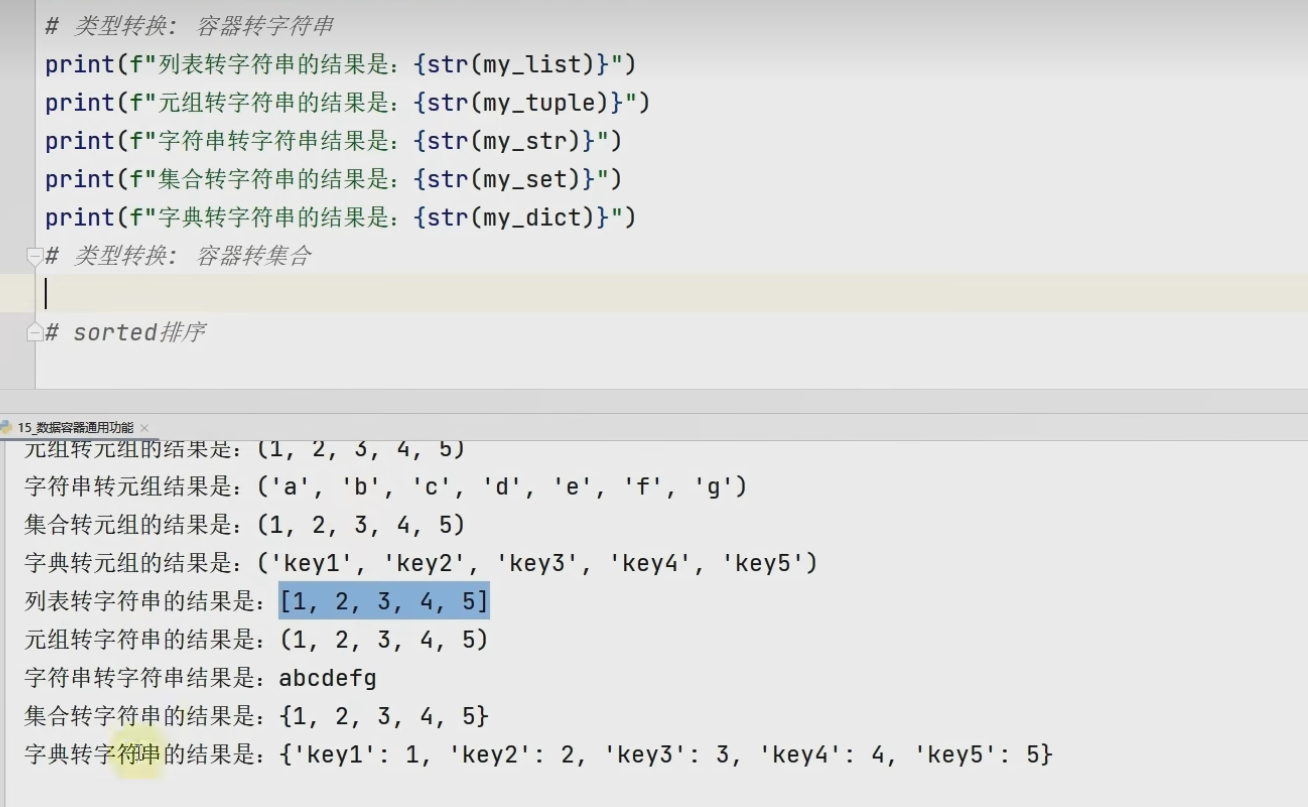 # 类型转换: 容器转字符串
print(f"列表转字符串的结果是：{str(my_list)}")
print(f"元组转字符串的结果是：{str(my_tuple)}")
print(f"字符串转字符串结果是：{str(my_str)}")
print(f"集合转字符串的结果是：{str(my_set)}")
print(f"字典转字符串的结果是：{str(my_dict)}")
# 类型转换: 容器转集合
# sorted排序
15_数据容器通用功能
元组转元组的结果是：(1, 2, 3, 4, 5)
字符串转元组结果是：('a', 'b', 'c', 'd', 'e', 'f', 'g')
集合转元组的结果是：(1, 2, 3, 4, 5)
字典转元组的结果是：('key1', 'key2', 'key3', 'key4', 'key5')
列表转字符串的结果是：[1, 2, 3, 4, 5]
元组转字符串的结果是：(1, 2, 3, 4, 5)
字符串转字符串结果是：abcdefg
集合转字符串的结果是：{1, 2, 3, 4, 5}
字典转字符串的结果是：{'key1': 1, 'key2': 2, 'key3': 3, 'key4': 4, 'key5': 5}